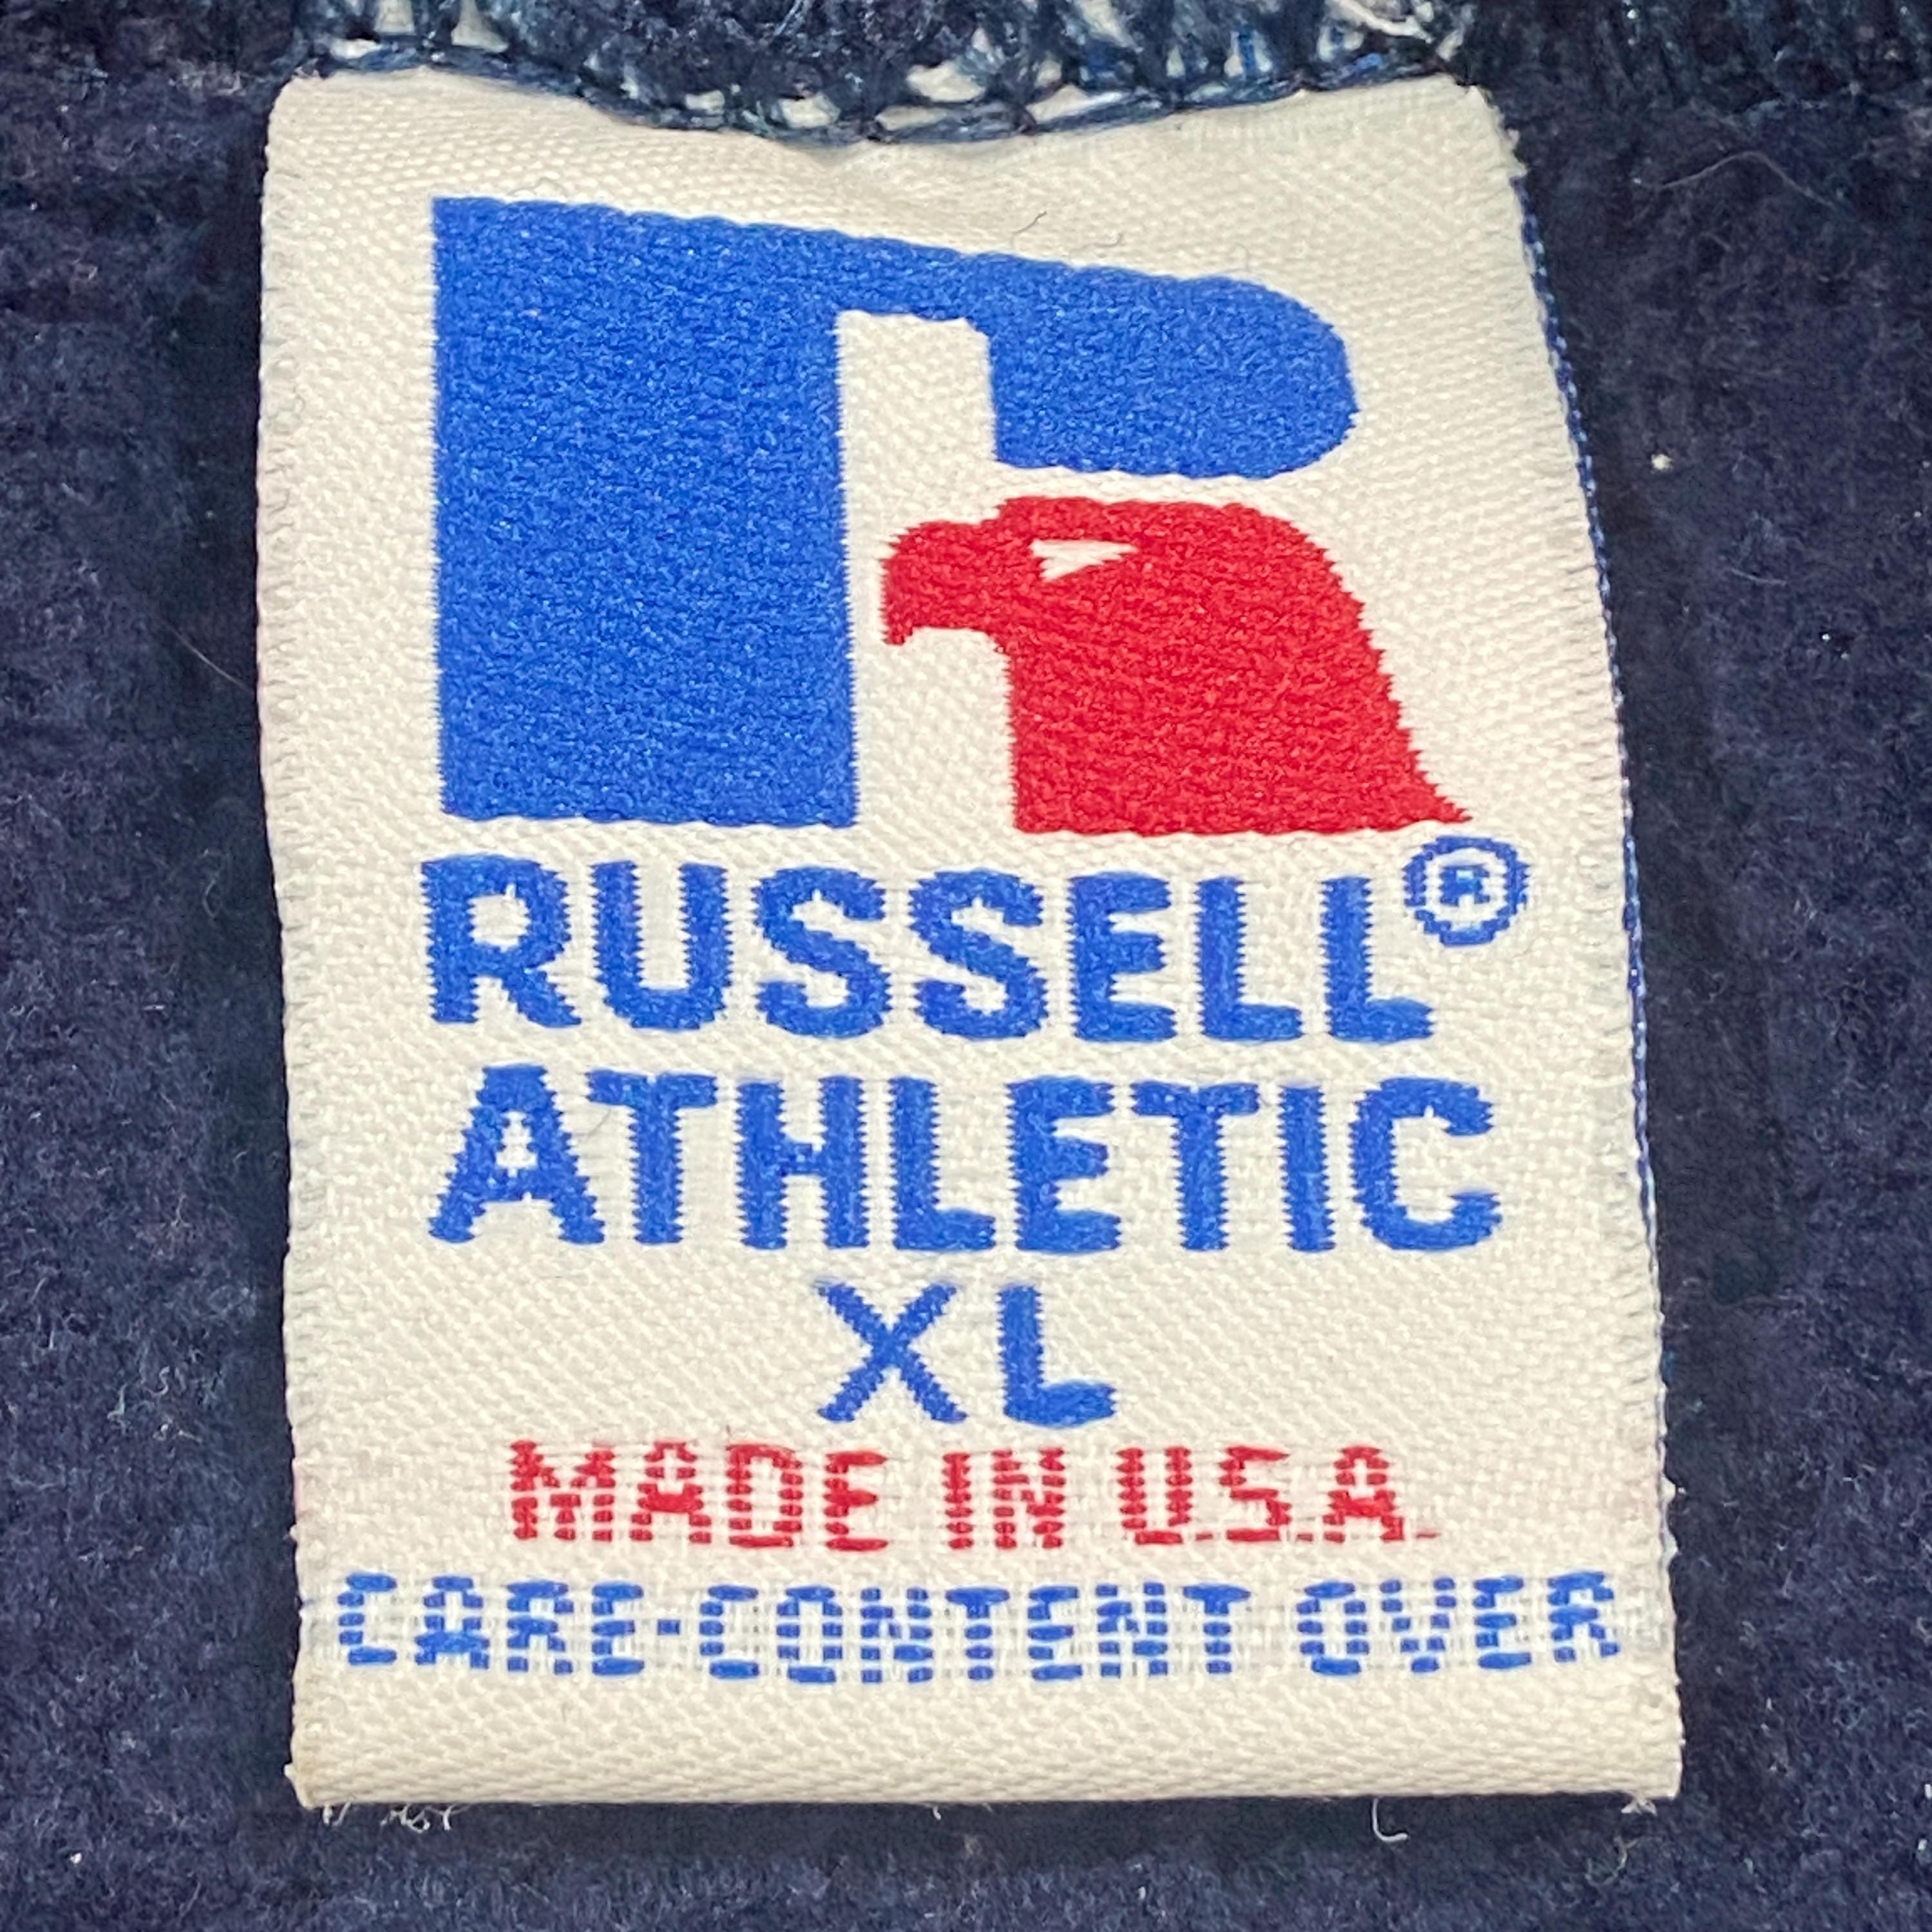 RUSSELL®
ATHLETIC
XL
MADE IN U.S.A.
CARE-CONTENT OVER